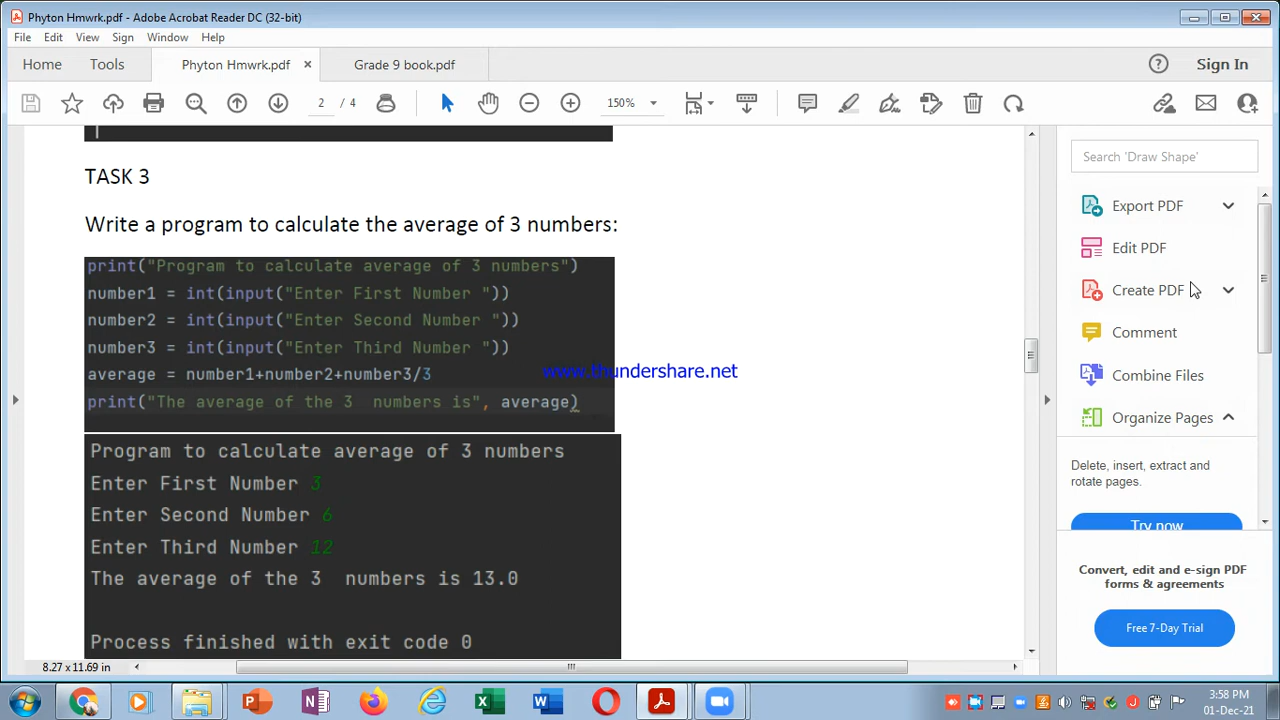 Phyton Hmwrk.pdf - Adobe Acrobat Reader DC (32-bit)
File Edit View Sign Window Help
Home Tools Phyton Hmwrk.pdf × Grade 9 book.pdf ? Sign In
2 / 4 150%
TASK 3
Write a program to calculate the average of 3 numbers:
print("Program to calculate average of 3 numbers")
number1 = int(input("Enter First Number "))
number2 = int(input("Enter Second Number "))
number3 = int(input("Enter Third Number "))
average = number1+number2+number3/3
www.thundershare.net
print("The average of the 3  numbers is", average)
Program to calculate average of 3 numbers
Enter First Number 3
Enter Second Number 6
Enter Third Number 12
The average of the 3  numbers is 13.0
Process finished with exit code 0
8.27 x 11.69 in
Search 'Draw Shape'
Export PDF
Edit PDF
Create PDF
Comment
Combine Files
Organize Pages
Delete, insert, extract and
rotate pages.
Try now
Convert, edit and e-sign PDF
forms & agreements
Free 7-Day Trial
3:58 PM
01-Dec-21